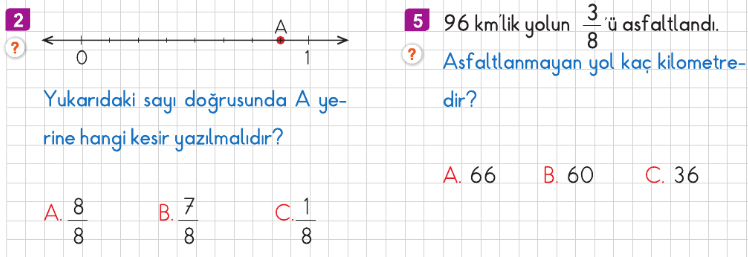 2
?
A
0 1
Yukarıdaki sayı doğrusunda A ye-
rine hangi kesir yazılmalıdır?
A. 8/8 B. 7/8 C. 1/8
5
?
96 km'lik yolun 3/8 'ü asfaltlandı.
Asfaltlanmayan yol kaç kilometre-
dir?
A. 66 B. 60 C. 36